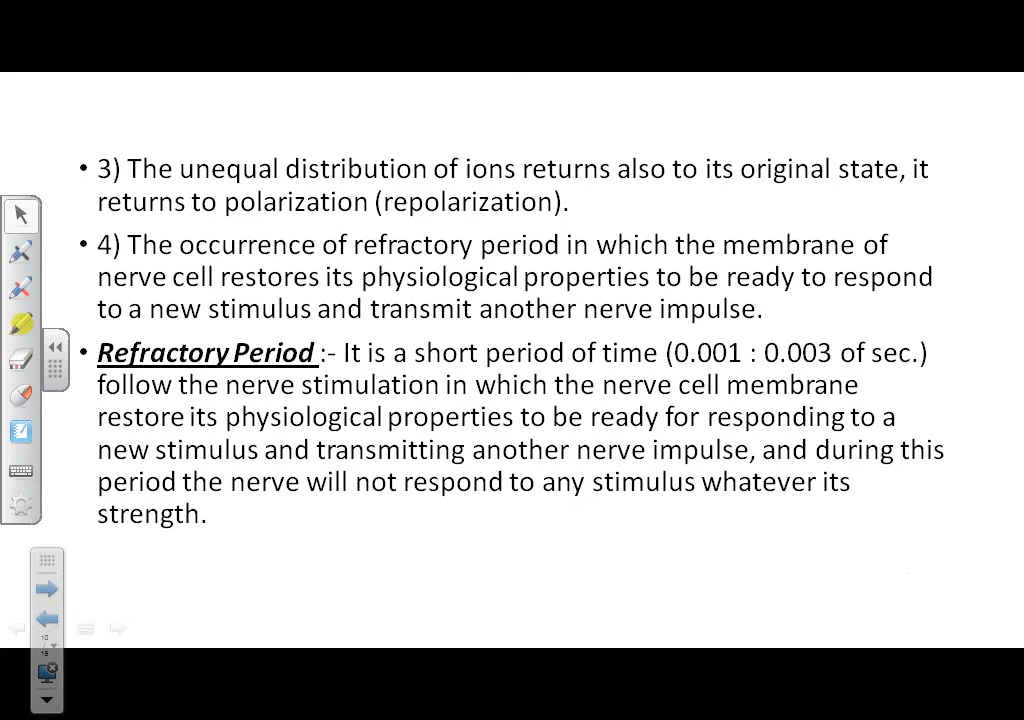 • 3) The unequal distribution of ions returns also to its original state, it
returns to polarization (repolarization).
• 4) The occurrence of refractory period in which the membrane of
nerve cell restores its physiological properties to be ready to respond
to a new stimulus and transmit another nerve impulse.
• Refractory Period :- It is a short period of time (0.001 : 0.003 of sec.)
follow the nerve stimulation in which the nerve cell membrane
restore its physiological properties to be ready for responding to a
new stimulus and transmitting another nerve impulse, and during this
period the nerve will not respond to any stimulus whatever its
strength.
10
/
19